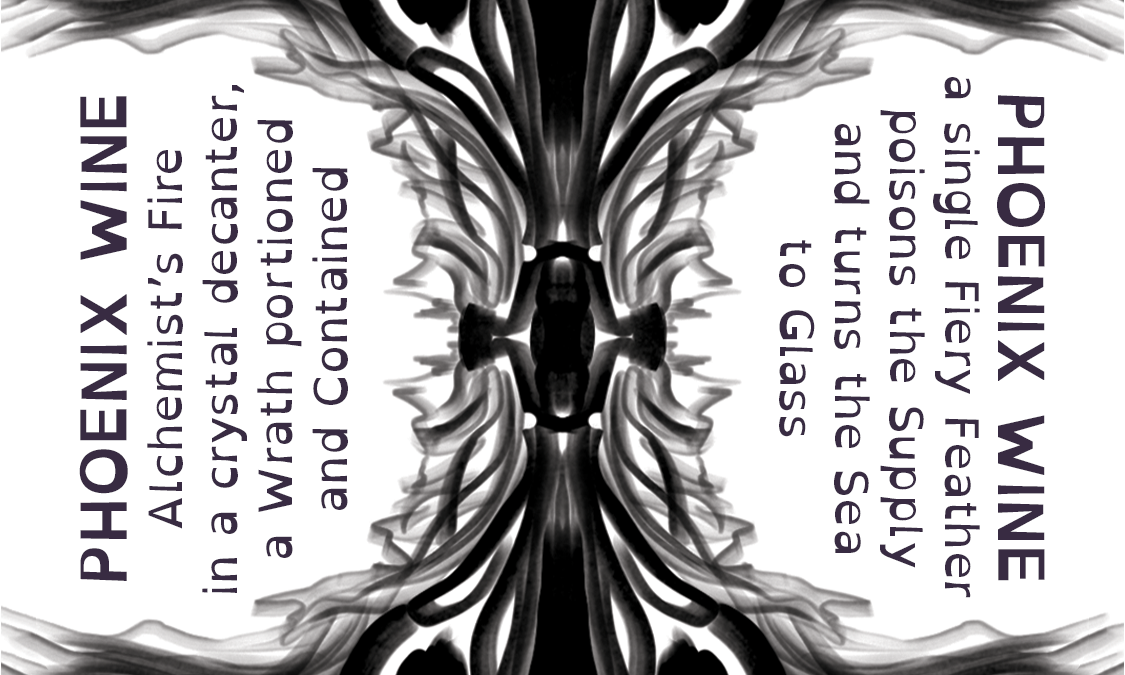 PHOENIX WINE
Alchemist's Fire
in a crystal decanter,
a Wrath portioned
and Contained
PHOENIX WINE
a single Fiery Feather
poisons the Supply
and turns the Sea
to Glass